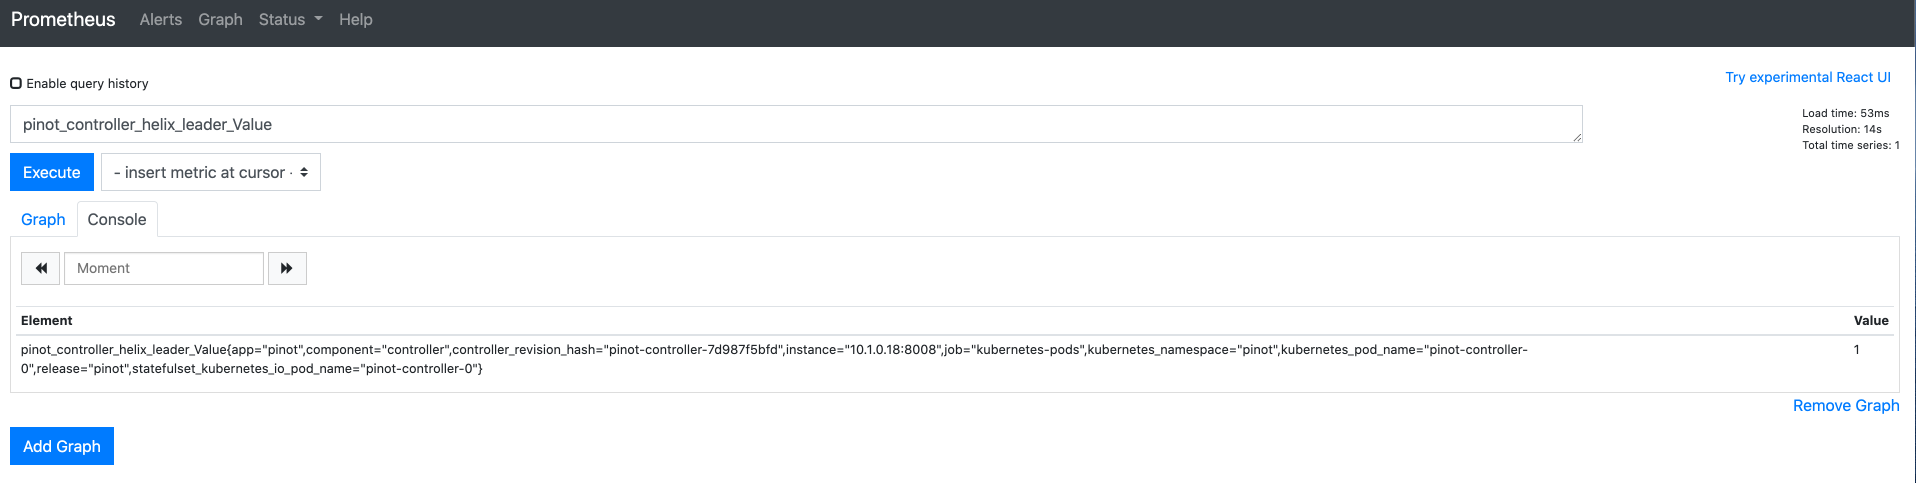 Prometheus Alerts Graph Status Help
Enable query history
Try experimental React UI
pinot_controller_helix_leader_Value
Load time: 53ms
Resolution: 14s
Total time series: 1
Execute
- insert metric at cursor -
Graph
Console
Moment
Element Value
pinot_controller_helix_leader_Value{app="pinot",component="controller",controller_revision_hash="pinot-controller-7d987f5bfd",instance="10.1.0.18:8008",job="kubernetes-pods",kubernetes_namespace="pinot",kubernetes_pod_name="pinot-controller- 1
0",release="pinot",statefulset_kubernetes_io_pod_name="pinot-controller-0"}
Remove Graph
Add Graph